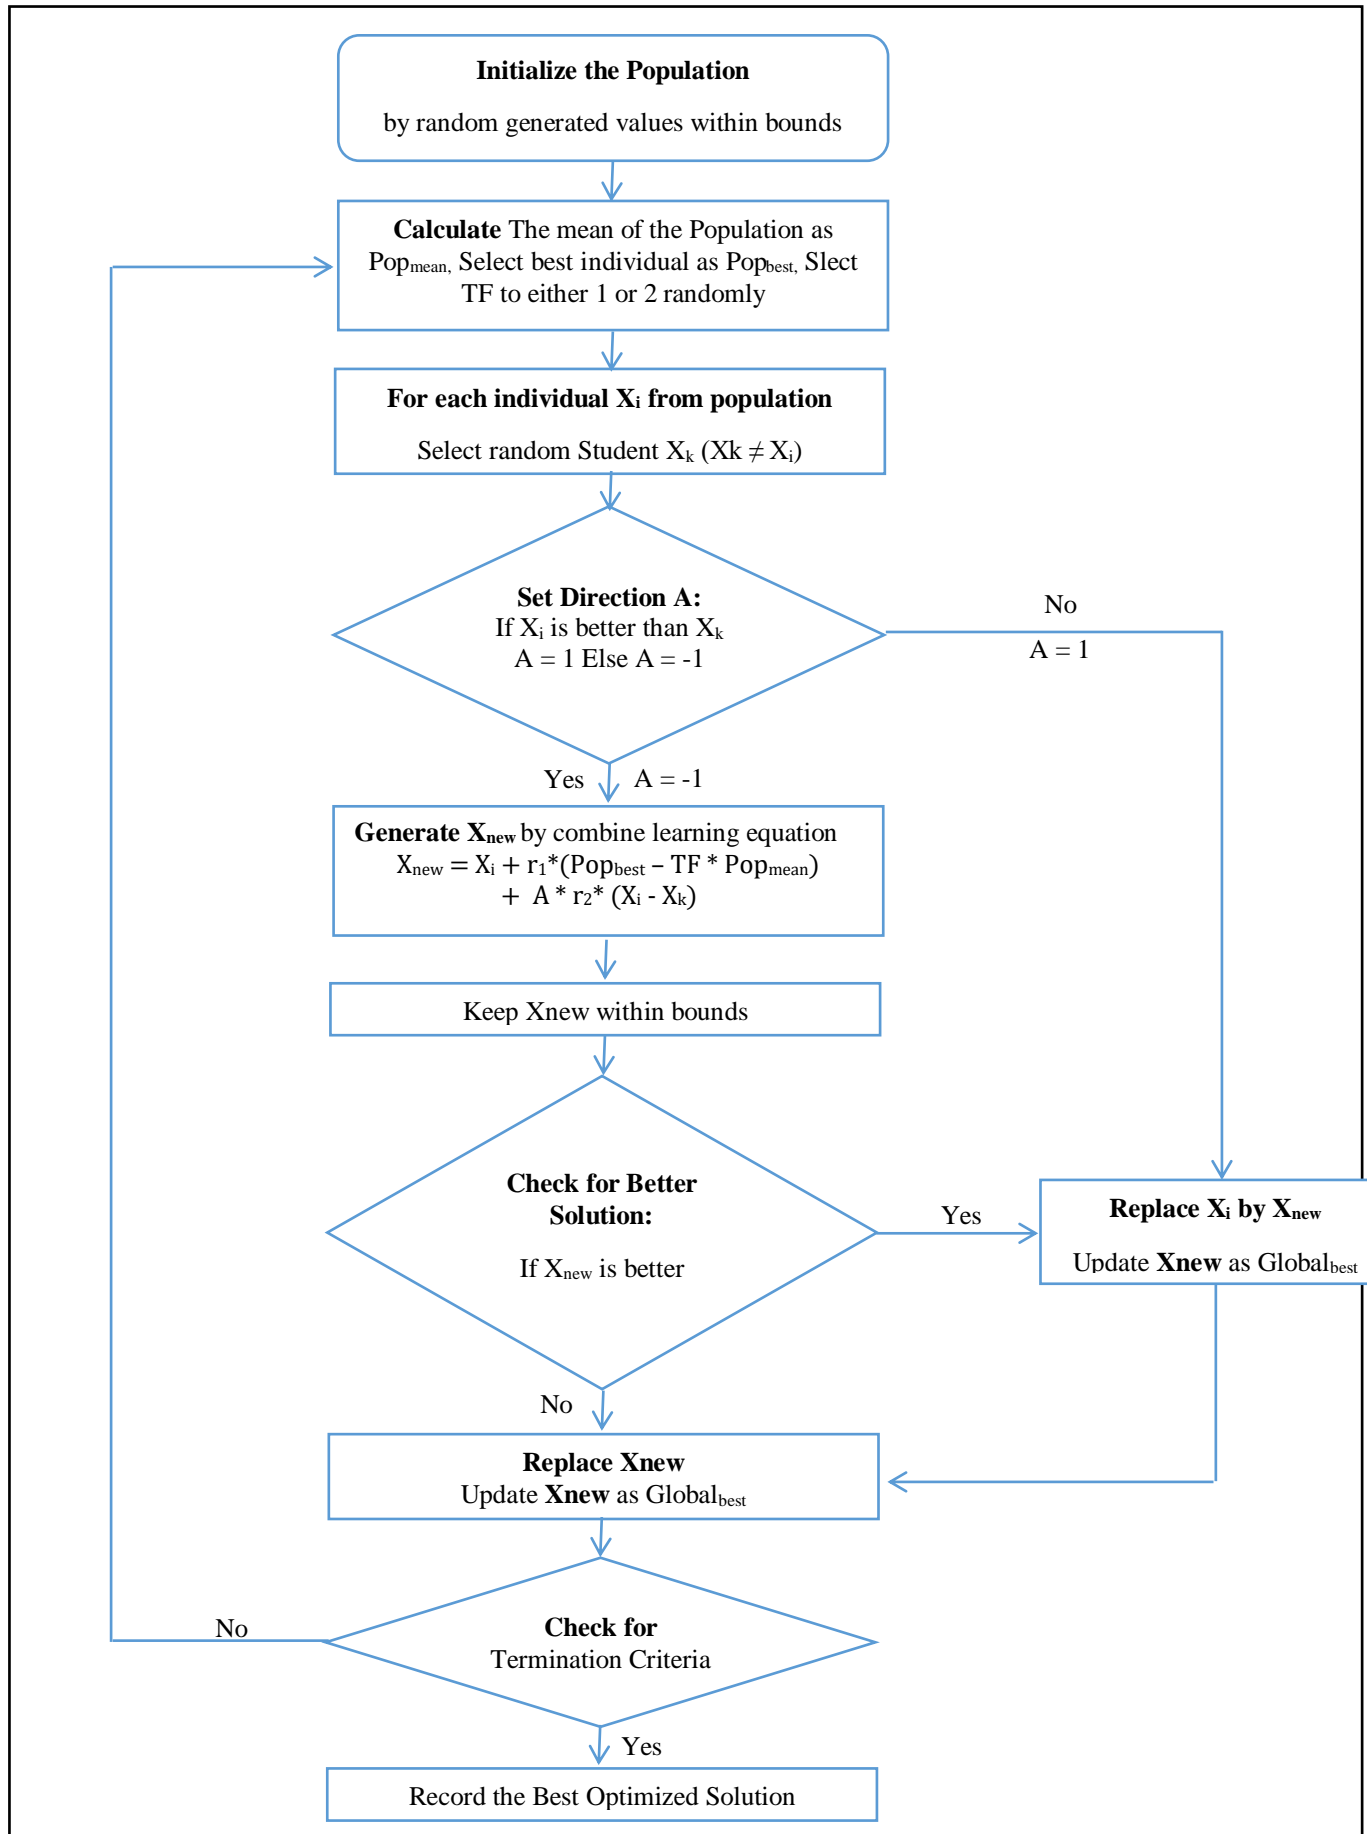 Initialize the Population
by random generated values within bounds
Calculate The mean of the Population as
Popmean, Select best individual as Popbest, Slect
TF to either 1 or 2 randomly
For each individual Xi from population
Select random Student Xk (Xk ≠ Xi)
Set Direction A:
If Xi is better than Xk
A = 1 Else A = -1
No
A = 1
Yes A = -1
Generate Xnew by combine learning equation
Xnew = Xi + r1*(Popbest – TF * Popmean)
+ A * r2* (Xi - Xk)
Keep Xnew within bounds
Check for Better
Solution:
If Xnew is better
Yes
Replace Xi by Xnew
Update Xnew as Globalbest
No
Replace Xnew
Update Xnew as Globalbest
Check for
Termination Criteria
No
Yes
Record the Best Optimized Solution